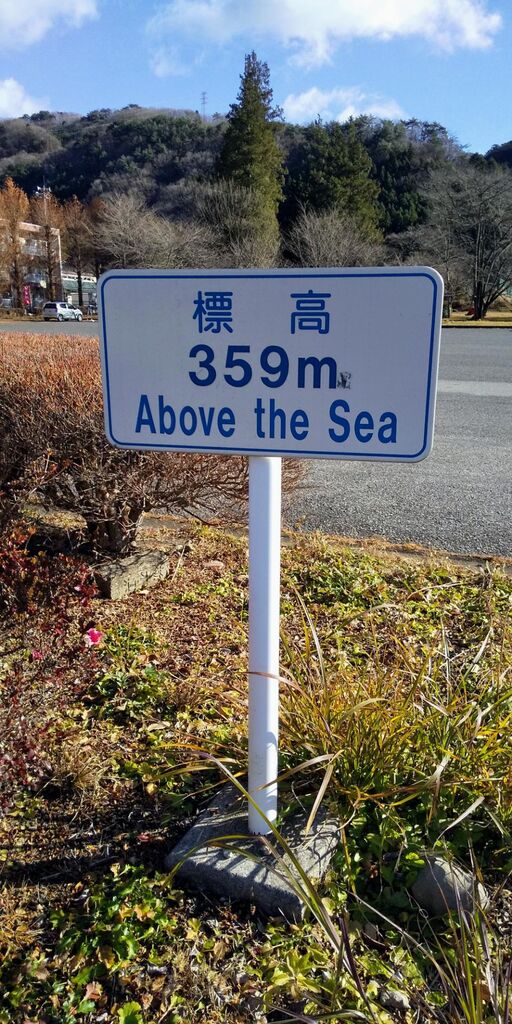 標 高
359m
Above the Sea